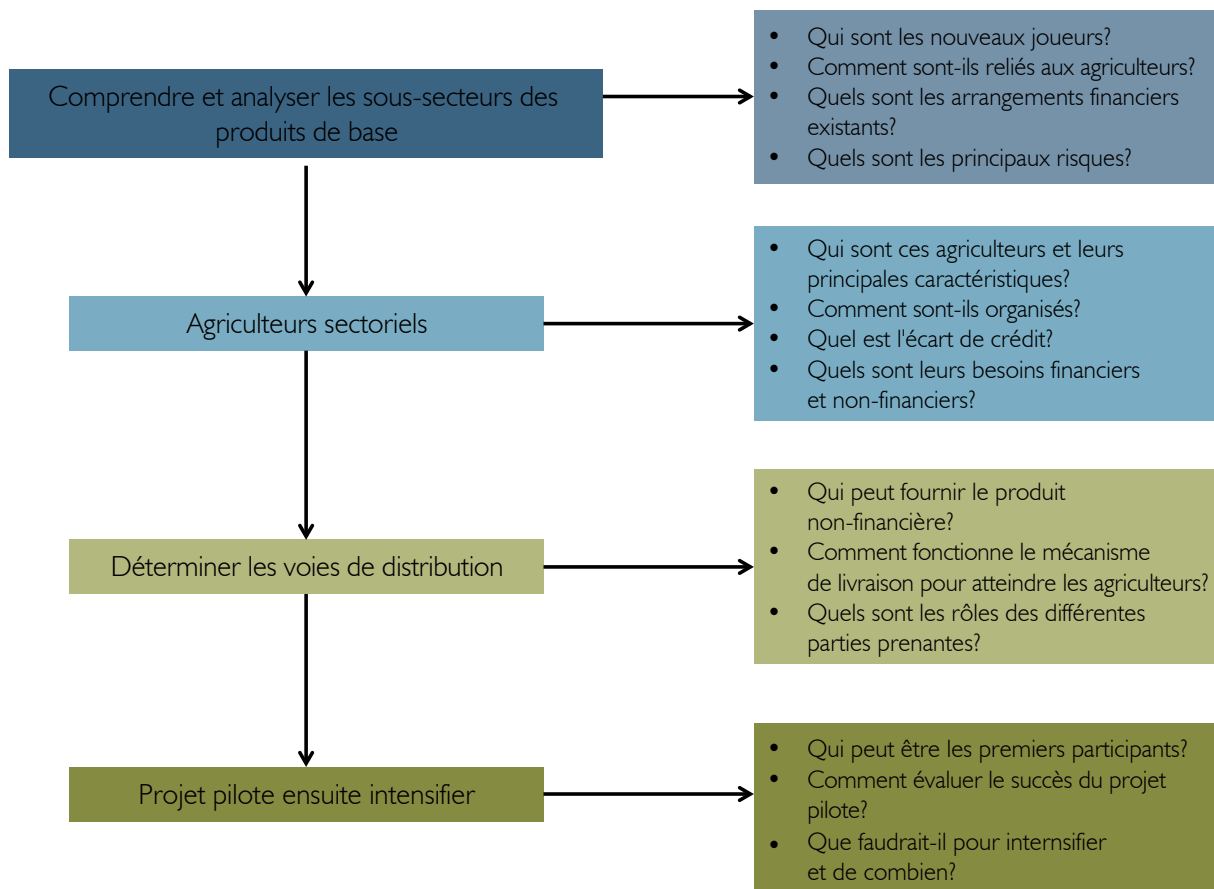 Comprendre et analyser les sous-secteurs des
produits de base
• Qui sont les nouveaux joueurs?
• Comment sont-ils reliés aux agriculteurs?
• Quels sont les arrangements financiers
existants?
• Quels sont les principaux risques?
Agriculteurs sectoriels
• Qui sont ces agriculteurs et leurs
principales caractéristiques?
• Comment sont-ils organisés?
• Quel est l'écart de crédit?
• Quels sont leurs besoins financiers
et non-financiers?
Déterminer les voies de distribution
• Qui peut fournir le produit
non-financière?
• Comment fonctionne le mécanisme
de livraison pour atteindre les agriculteurs?
• Quels sont les rôles des différentes
parties prenantes?
Projet pilote ensuite intensifier
• Qui peut être les premiers participants?
• Comment évaluer le succès du projet
pilote?
• Que faudrait-il pour internsifier
et de combien?